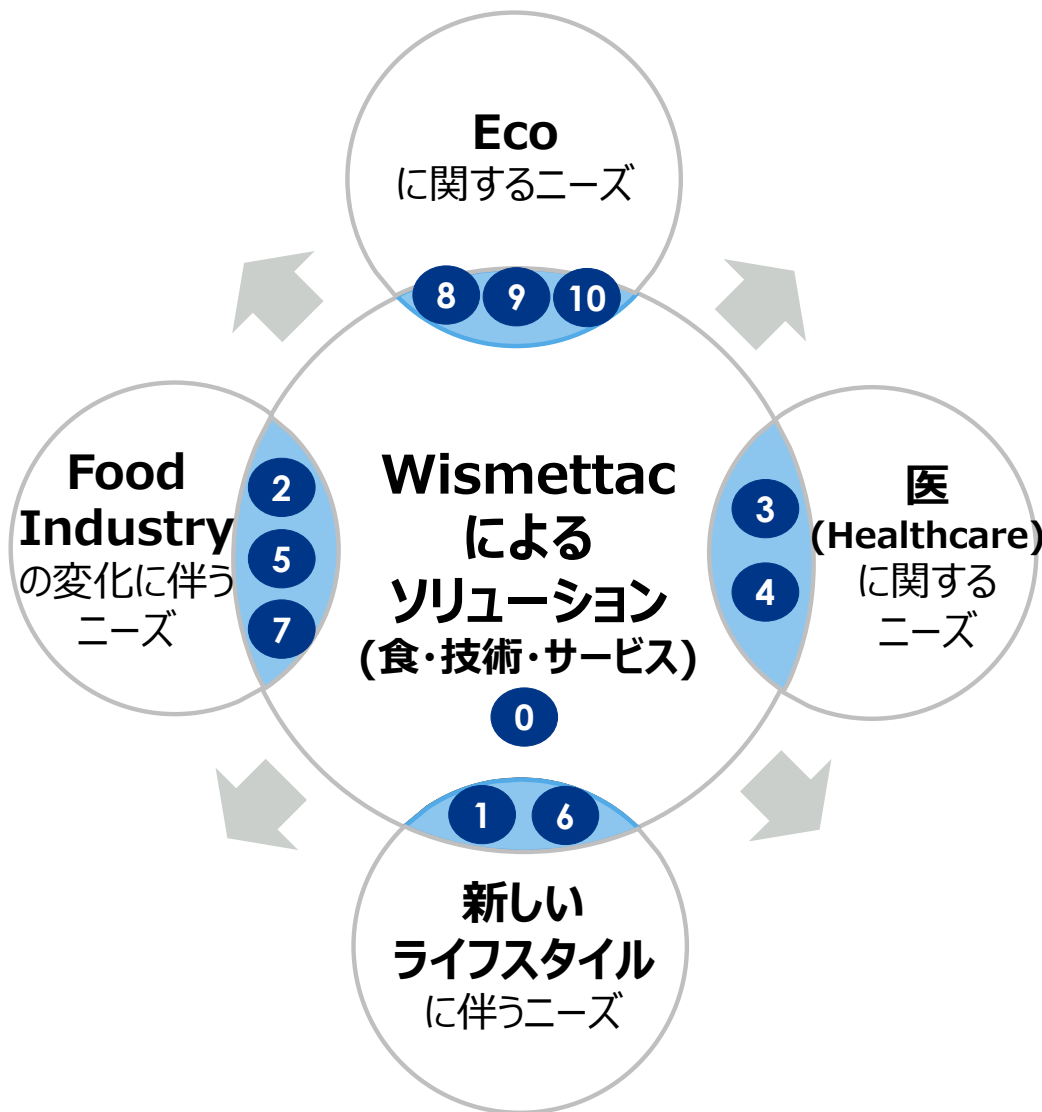 Eco
に関するニーズ
8 9 10
Food
Industry
の変化に伴う
ニーズ
2
5
7
Wismettac
による
ソリューション
(食・技術・サービス)
0
3
4
医
(Healthcare)
に関する
ニーズ
1 6
新しい
ライフスタイル
に伴うニーズ